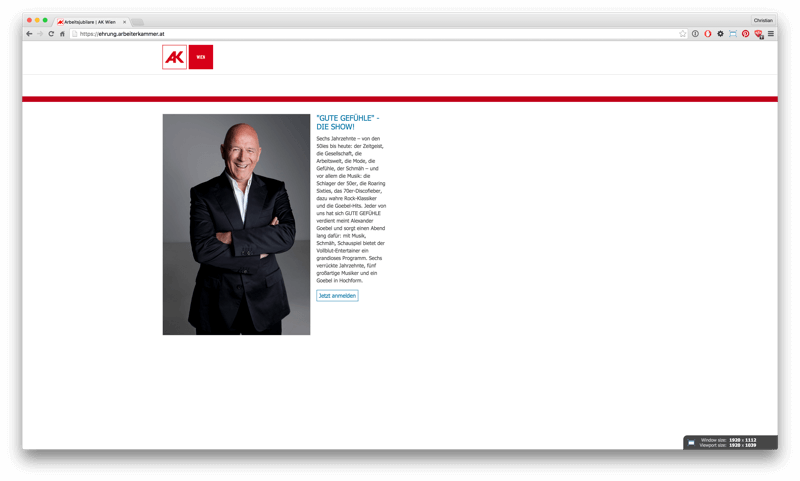 Arbeitsjubilare | AK Wien
Christian
https://ehrung.arbeiterkammer.at
AK
WIEN
"GUTE GEFÜHLE" -
DIE SHOW!
Sechs Jahrzehnte – von den
50ies bis heute: der Zeitgeist,
die Gesellschaft, die
Arbeitswelt, die Mode, die
Gefühle, der Schmäh – und
vor allem die Musik: die
Schlager der 50er, die Roaring
Sixties, das 70er-Discofieber,
dazu wahre Rock-Klassiker
und die Goebel-Hits. Jeder von
uns hat sich GUTE GEFÜHLE
verdient meint Alexander
Goebel und sorgt einen Abend
lang dafür: mit Musik,
Schmäh, Schauspiel bietet der
Vollblut-Entertainer ein
grandioses Programm. Sechs
verrückte Jahrzehnte, fünf
großartige Musiker und ein
Goebel in Hochform.
Jetzt anmelden
Window size: 1920 x 1112
Viewport size: 1920 x 1039